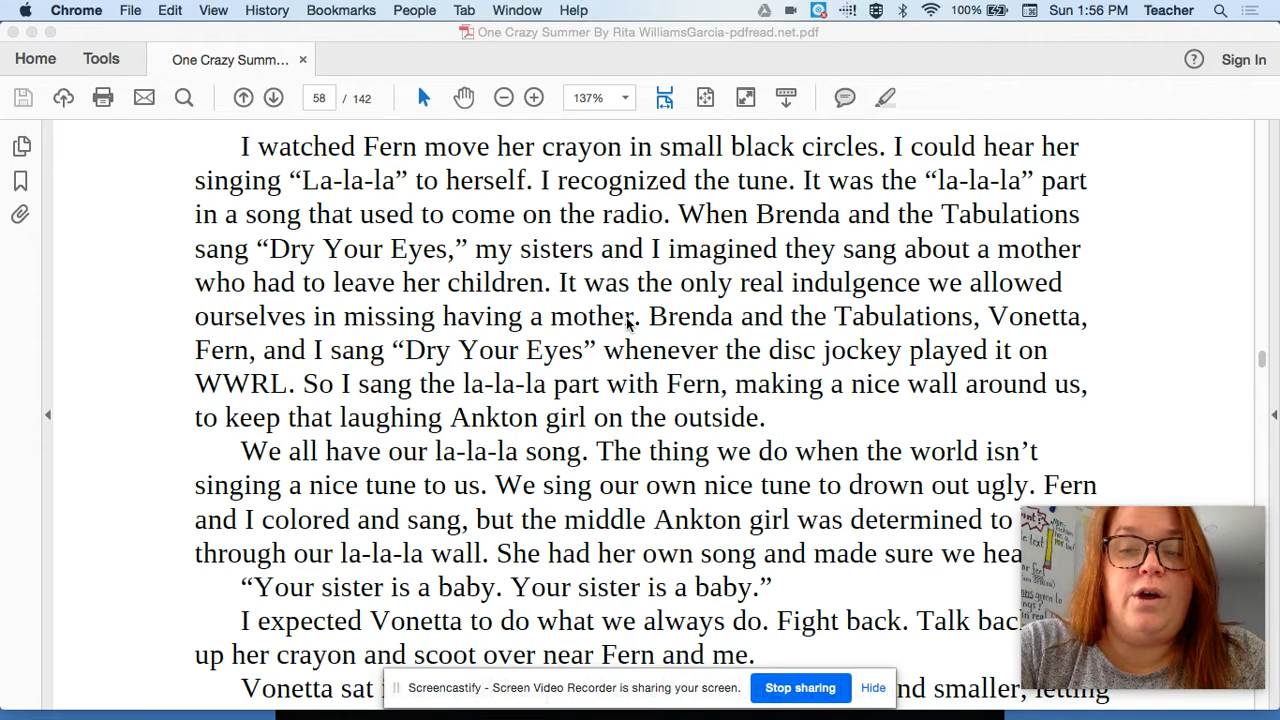 Chrome File Edit View History Bookmarks People Tab Window Help 100% Sun 1:56 PM Teacher
One Crazy Summer By Rita WilliamsGarcia-pdfread.net.pdf
Home Tools One Crazy Summ... × Sign In
58 / 142 137%
I watched Fern move her crayon in small black circles. I could hear her
singing “La-la-la” to herself. I recognized the tune. It was the “la-la-la” part
in a song that used to come on the radio. When Brenda and the Tabulations
sang “Dry Your Eyes,” my sisters and I imagined they sang about a mother
who had to leave her children. It was the only real indulgence we allowed
ourselves in missing having a mother. Brenda and the Tabulations, Vonetta,
Fern, and I sang “Dry Your Eyes” whenever the disc jockey played it on
WWRL. So I sang the la-la-la part with Fern, making a nice wall around us,
to keep that laughing Ankton girl on the outside.
We all have our la-la-la song. The thing we do when the world isn’t
singing a nice tune to us. We sing our own nice tune to drown out ugly. Fern
and I colored and sang, but the middle Ankton girl was determined to
through our la-la-la wall. She had her own song and made sure we hea
“Your sister is a baby. Your sister is a baby.”
I expected Vonetta to do what we always do. Fight back. Talk bac
up her crayon and scoot over near Fern and me.
Vonetta sat nd smaller, letting
Screencastify - Screen Video Recorder is sharing your screen. Stop sharing Hide